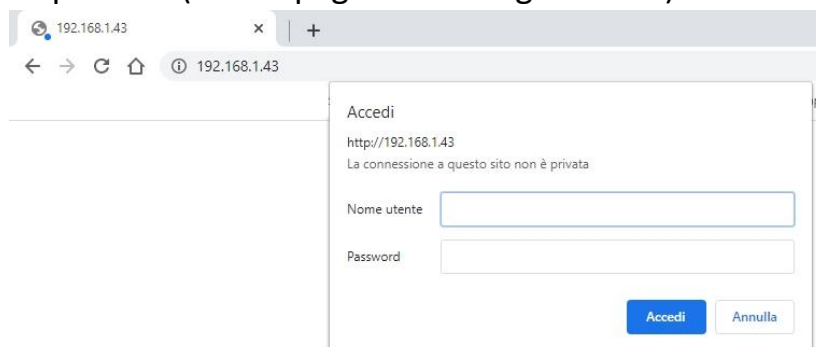 192.168.1.43
192.168.1.43
Accedi
http://192.168.1.43
La connessione a questo sito non è privata
Nome utente
Password
Accedi Annulla